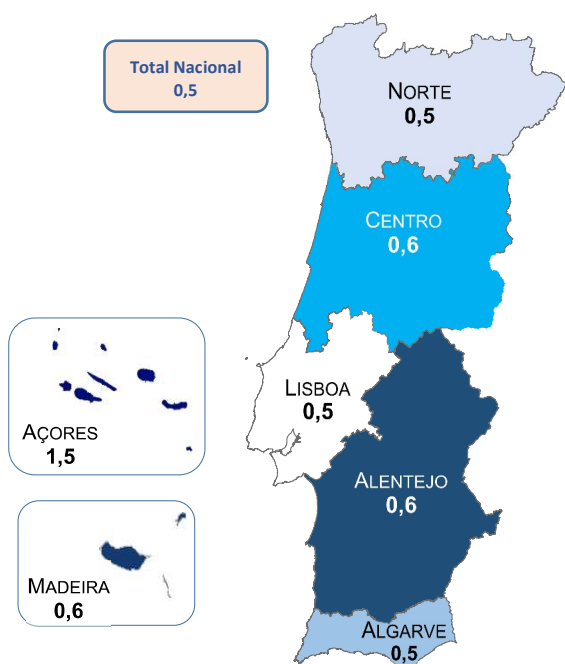 Total Nacional
0,5
NORTE
0,5
CENTRO
0,6
LISBOA
0,5
AÇORES
1,5
ALENTEJO
0,6
MADEIRA
0,6
ALGARVE
0,5